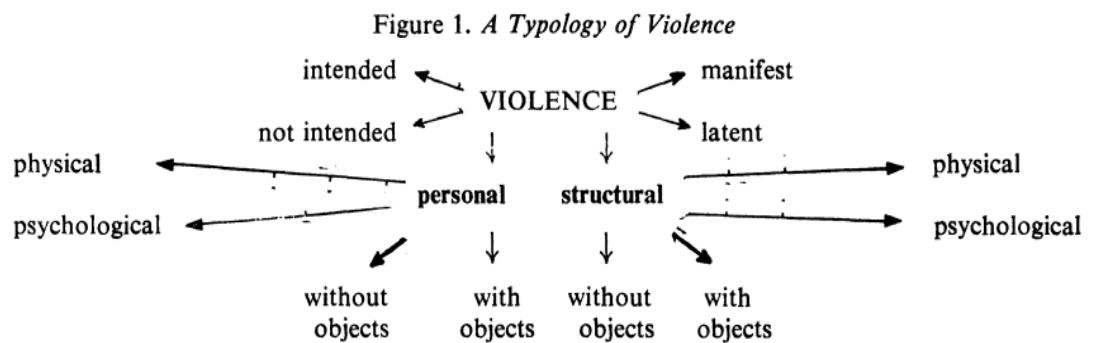 Figure 1. A Typology of Violence
intended
manifest
VIOLENCE
not intended
latent
physical
physical
personal
structural
psychological
psychological
without
with
without
with
objects
objects
objects
objects